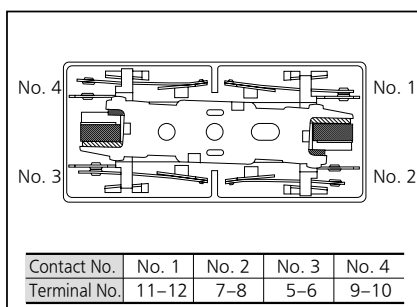 No. 4 No. 1
No. 3 No. 2
Contact No. No. 1 No. 2 No. 3 No. 4
Terminal No. 11–12 7–8 5–6 9–10